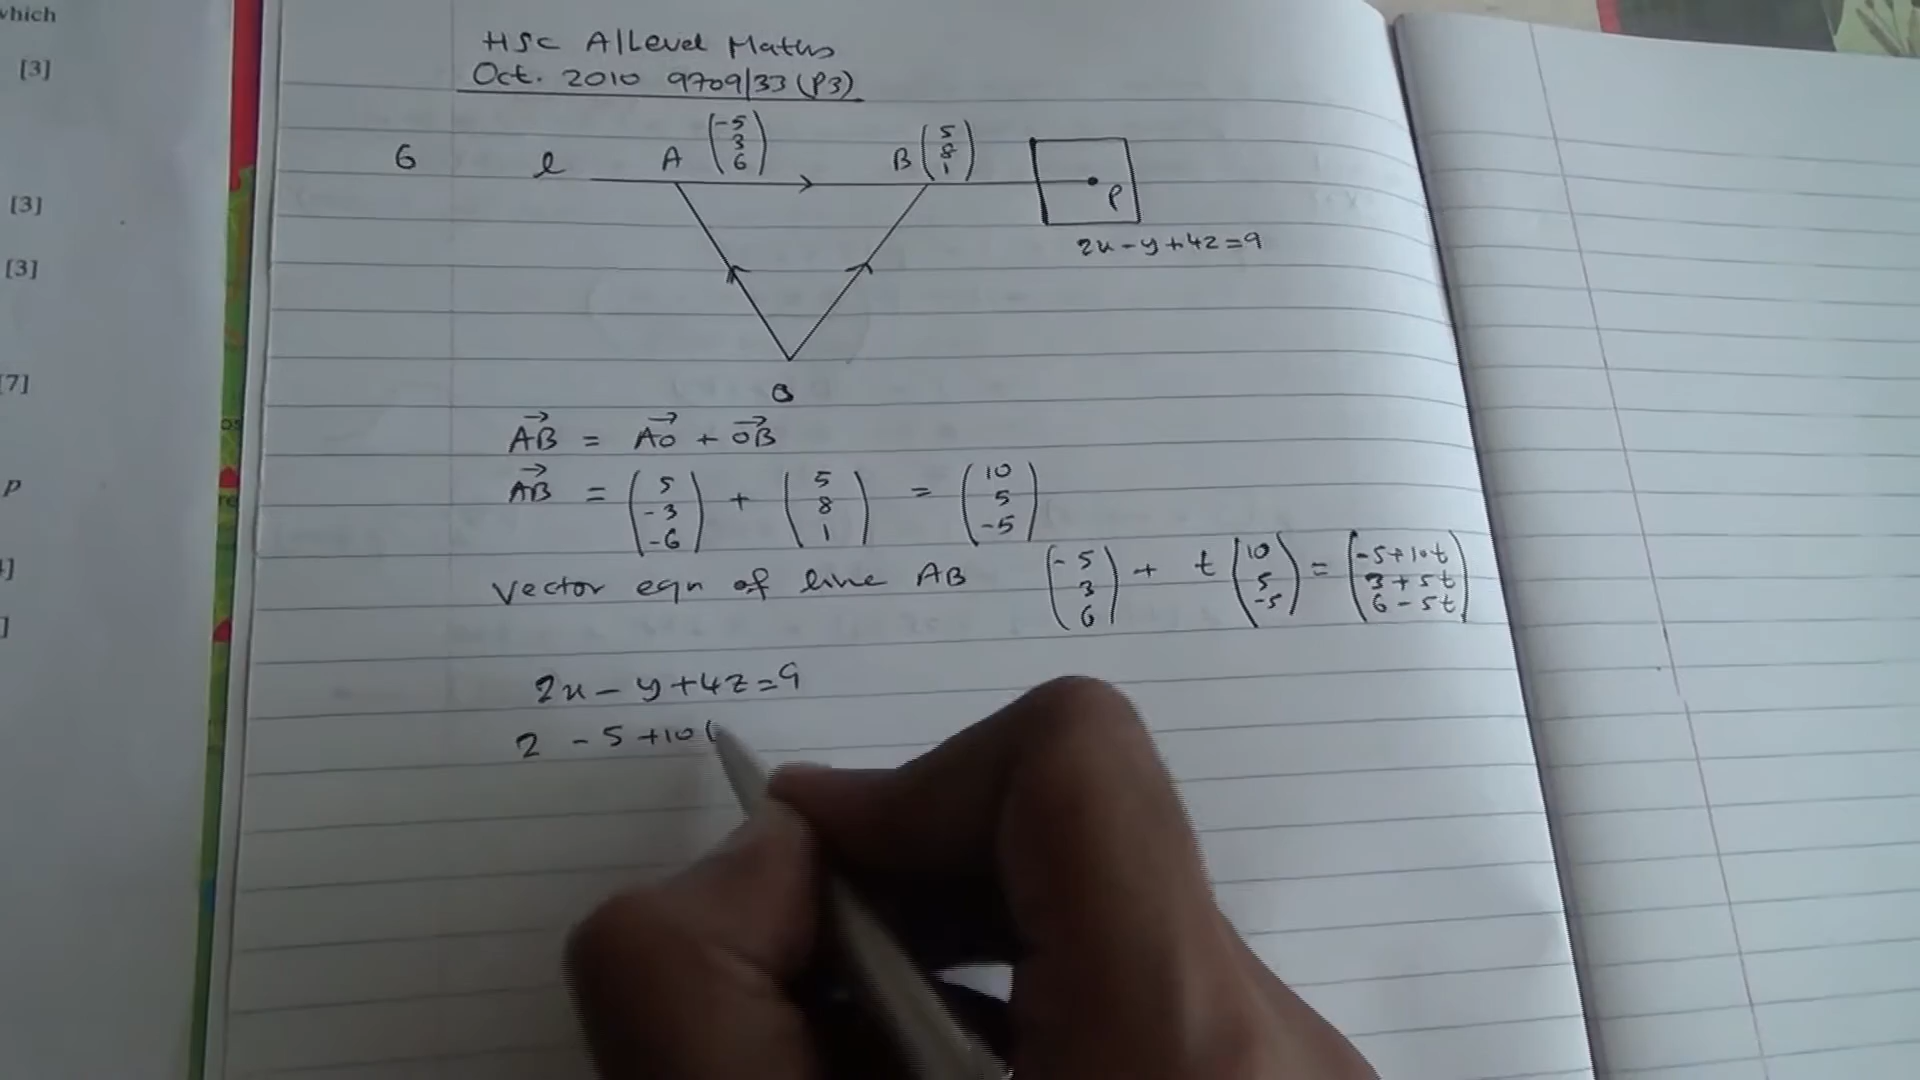 which
[3]
[3]
[3]
[7]
p
HSC A/Level Maths
Oct. 2010 9709/33 (P3)
6 l A (-5 3 6) B (5 8 1) P
2x - y + 4z = 9
O
AB = AO + OB
AB = (5 -3 -6) + (5 8 1) = (10 5 -5)
Vector eqn of line AB (-5 3 6) + t (10 5 -5) = (-5+10t 3+5t 6-5t)
2x - y + 4z = 9
2 - 5 + 10